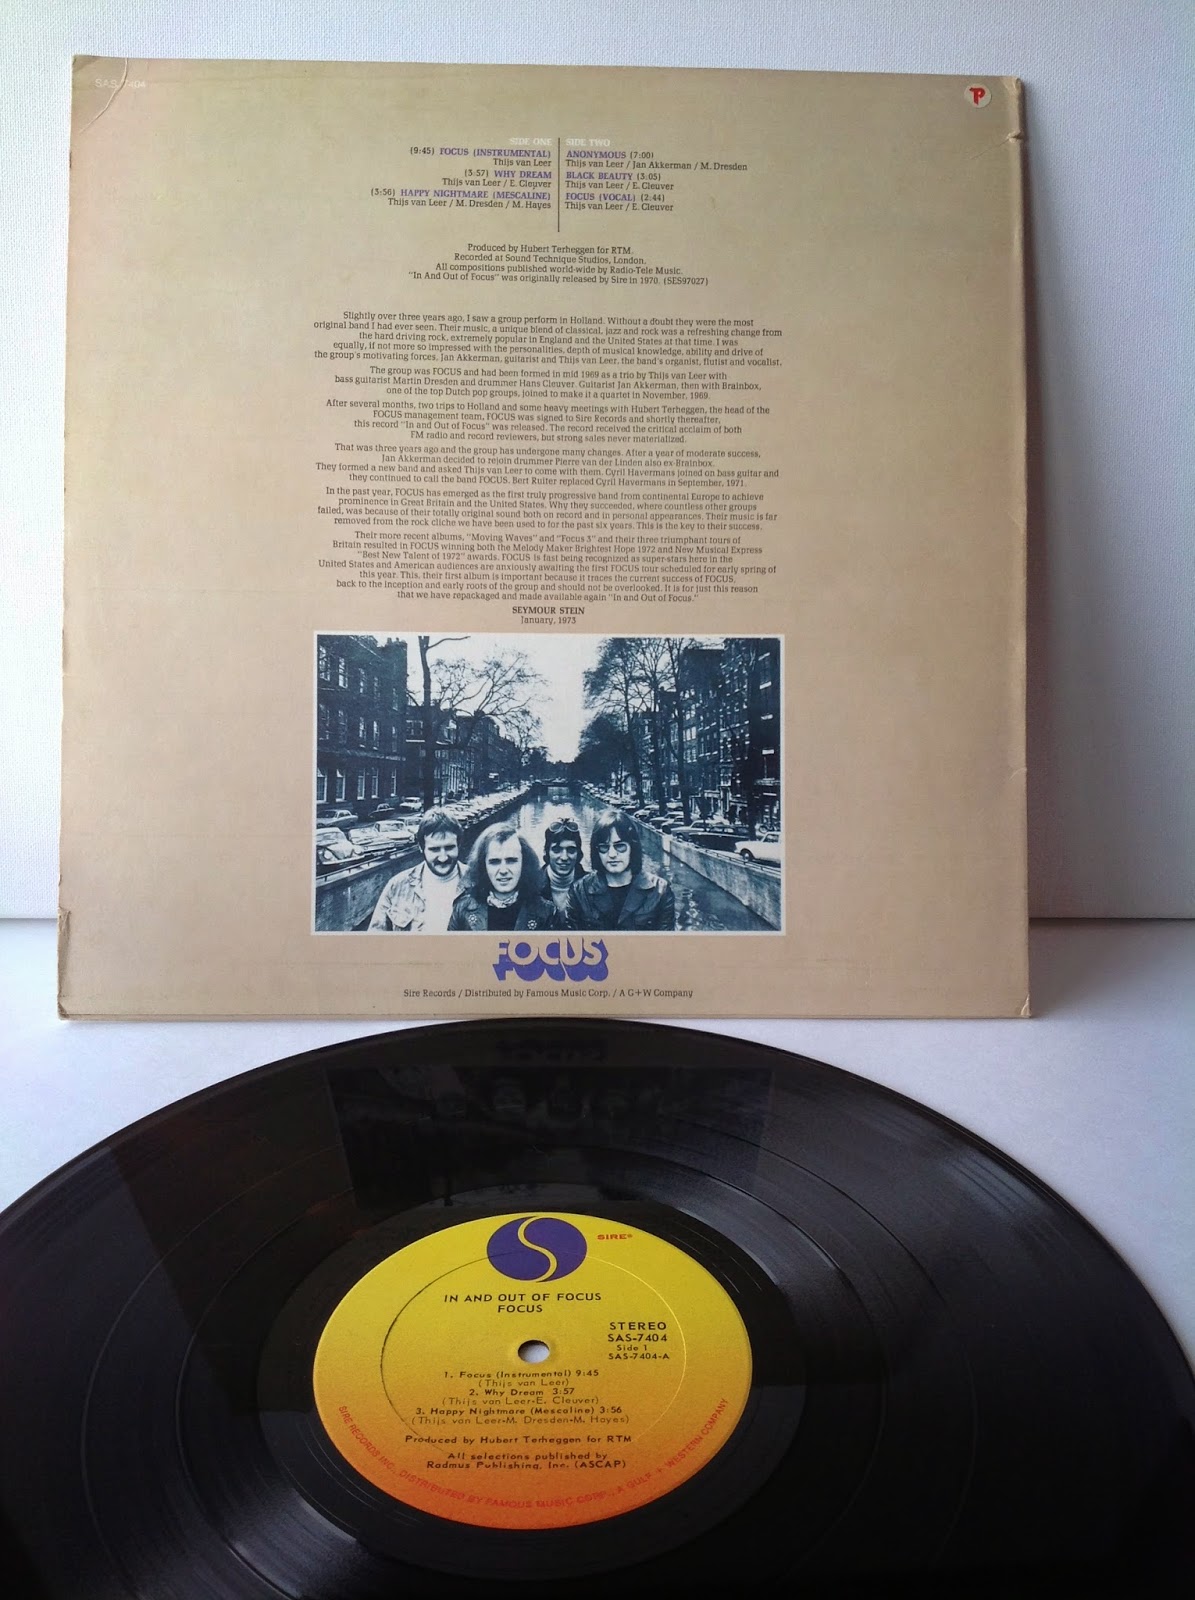 SAS 7404
P
SIDE ONE
(9:45) FOCUS (INSTRUMENTAL)
Thijs van Leer
(3:57) WHY DREAM
Thijs van Leer / E. Cleuver
(3:56) HAPPY NIGHTMARE (MESCALINE)
Thijs van Leer / M. Dresden / M. Hayes
SIDE TWO
ANONYMOUS (7:00)
Thijs van Leer / Jan Akkerman / M. Dresden
BLACK BEAUTY (3:05)
Thijs van Leer / E. Cleuver
FOCUS (VOCAL) (2:44)
Thijs van Leer / E. Cleuver
Produced by Hubert Terheggen for RTM.
Recorded at Sound Technique Studios, London.
All compositions published world-wide by Radio-Tele Music.
"In And Out of Focus" was originally released by Sire in 1970. (SES97027)
Slightly over three years ago, I saw a group perform in Holland. Without a doubt they were the most
original band I had ever seen. Their music, a unique blend of classical, jazz and rock was a refreshing change from
the hard driving rock, extremely popular in England and the United States at that time. I was
equally, if not more so impressed with the personalities, depth of musical knowledge, ability and drive of
the group's motivating forces, Jan Akkerman, guitarist and Thijs van Leer, the band's organist, flutist and vocalist.
The group was FOCUS and had been formed in mid 1969 as a trio by Thijs van Leer with
bass guitarist Martin Dresden and drummer Hans Cleuver. Guitarist Jan Akkerman, then with Brainbox,
one of the top Dutch pop groups, joined to make it a quartet in November, 1969.
After several months, two trips to Holland and some heavy meetings with Hubert Terheggen, the head of the
FOCUS management team, FOCUS was signed to Sire Records and shortly thereafter,
this record "In and Out of Focus" was released. The record received the critical acclaim of both
FM radio and record reviewers, but strong sales never materialized.
That was three years ago and the group has undergone many changes. After a year of moderate success,
Jan Akkerman decided to rejoin drummer Pierre van der Linden also ex-Brainbox.
They formed a new band and asked Thijs van Leer to come with them. Cyril Havermans joined on bass guitar and
they continued to call the band FOCUS. Bert Ruiter replaced Cyril Havermans in September, 1971.
In the past year, FOCUS has emerged as the first truly progressive band from continental Europe to achieve
prominence in Great Britain and the United States. Why they succeeded, where countless other groups
failed, was because of their totally original sound both on record and in personal appearances. Their music is far
removed from the rock cliche we have been used to for the past six years. This is the key to their success.
Their more recent albums, "Moving Waves" and "Focus 3" and their three triumphant tours of
Britain resulted in FOCUS winning both the Melody Maker Brightest Hope 1972 and New Musical Express
"Best New Talent of 1972" awards. FOCUS is fast being recognized as super-stars here in the
United States and American audiences are anxiously awaiting the first FOCUS tour scheduled for early spring of
this year. This, their first album is important because it traces the current success of FOCUS,
back to the inception and early roots of the group and should not be overlooked. It is for just this reason
that we have repackaged and made available again "In and Out of Focus."
SEYMOUR STEIN
January, 1973
FOCUS
Sire Records / Distributed by Famous Music Corp. / A G+W Company
SIRE®
IN AND OUT OF FOCUS
FOCUS
STEREO
SAS-7404
Side 1
SAS-7404-A
1. Focus (Instrumental) 9:45
(Thijs van Leer)
2. Why Dream 3:57
(Thijs van Leer-E. Cleuver)
3. Happy Nightmare (Mescaline) 3:56
(Thijs van Leer-M. Dresden-M. Hayes)
Produced by Hubert Terheggen for RTM
All selections published by
Radmus Publishing, Inc. (ASCAP)
SIRE RECORDS INC., DISTRIBUTED BY FAMOUS MUSIC CORP., A GULF + WESTERN COMPANY